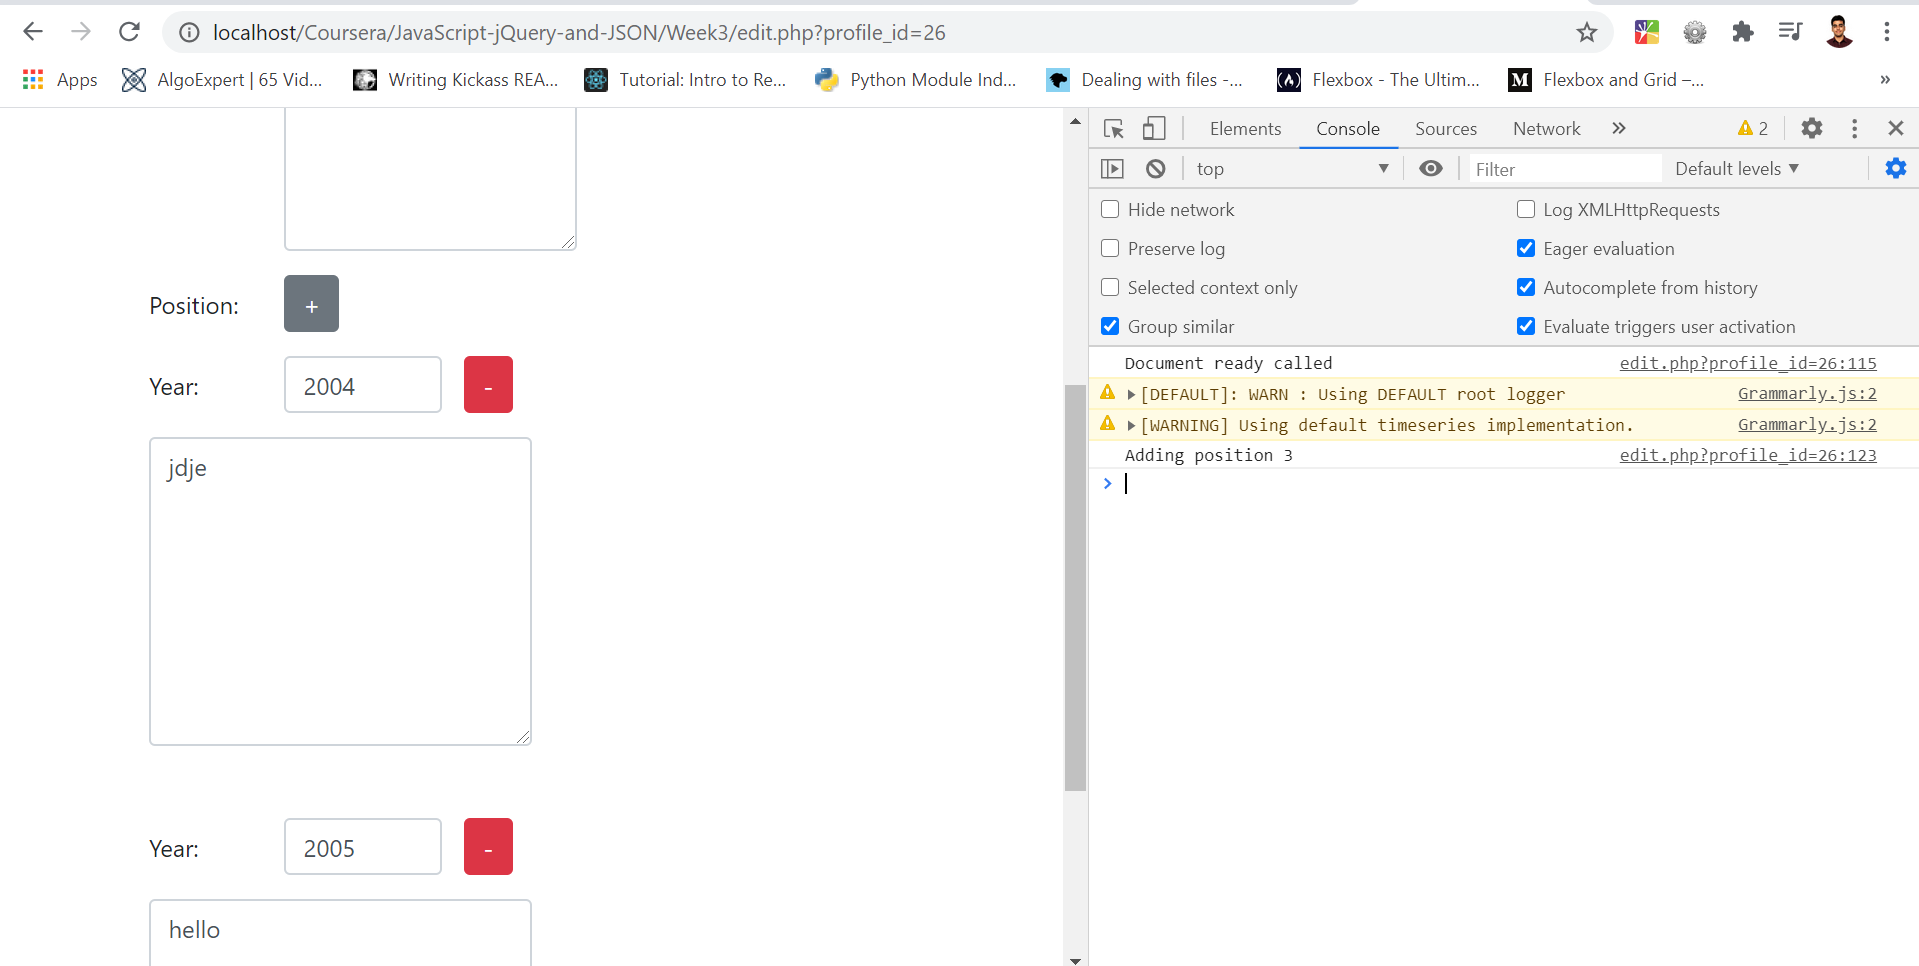 localhost/Coursera/JavaScript-jQuery-and-JSON/Week3/edit.php?profile_id=26
Apps AlgoExpert | 65 Vid... Writing Kickass REA... Tutorial: Intro to Re... Python Module Ind... Dealing with files -... Flexbox - The Ultim... Flexbox and Grid –... »
Position: +
Year: 2004 -
jdje
Year: 2005 -
hello
Elements Console Sources Network » 2
top Filter Default levels
Hide network Log XMLHttpRequests
Preserve log Eager evaluation
Selected context only Autocomplete from history
Group similar Evaluate triggers user activation
Document ready called edit.php?profile_id=26:115
[DEFAULT]: WARN : Using DEFAULT root logger Grammarly.js:2
[WARNING] Using default timeseries implementation. Grammarly.js:2
Adding position 3 edit.php?profile_id=26:123
>